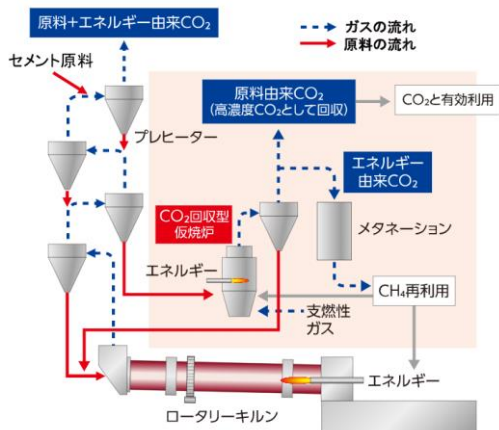 原料+エネルギー由来CO₂
ガスの流れ
原料の流れ
セメント原料
プレヒーター
原料由来CO₂
(高濃度CO₂として回収)
CO₂と有効利用
エネルギー
由来CO₂
CO₂回収型
仮焼炉
エネルギー
メタネーション
支燃性
ガス
CH₄再利用
エネルギー
ロータリーキルン